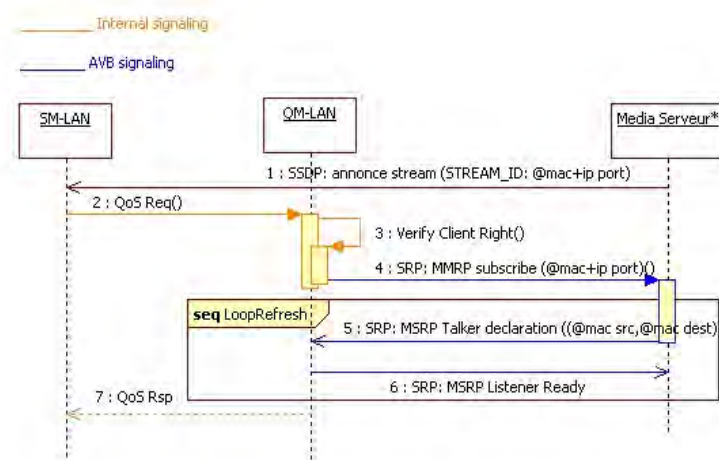 Internal signaling
AVB signaling
SM-LAN
QM-LAN
Media Serveur*
1 : SSDP: annonce stream (STREAM_ID: @mac+ip port)
2 : QoS Req()
3 : Verify Client Right()
4 : SRP: MMRP subscribe (@mac+ip port)()
seq LoopRefresh
5 : SRP: MSRP Talker declaration ((@mac src,@mac dest)
6 : SRP: MSRP Listener Ready
7 : QoS Rsp